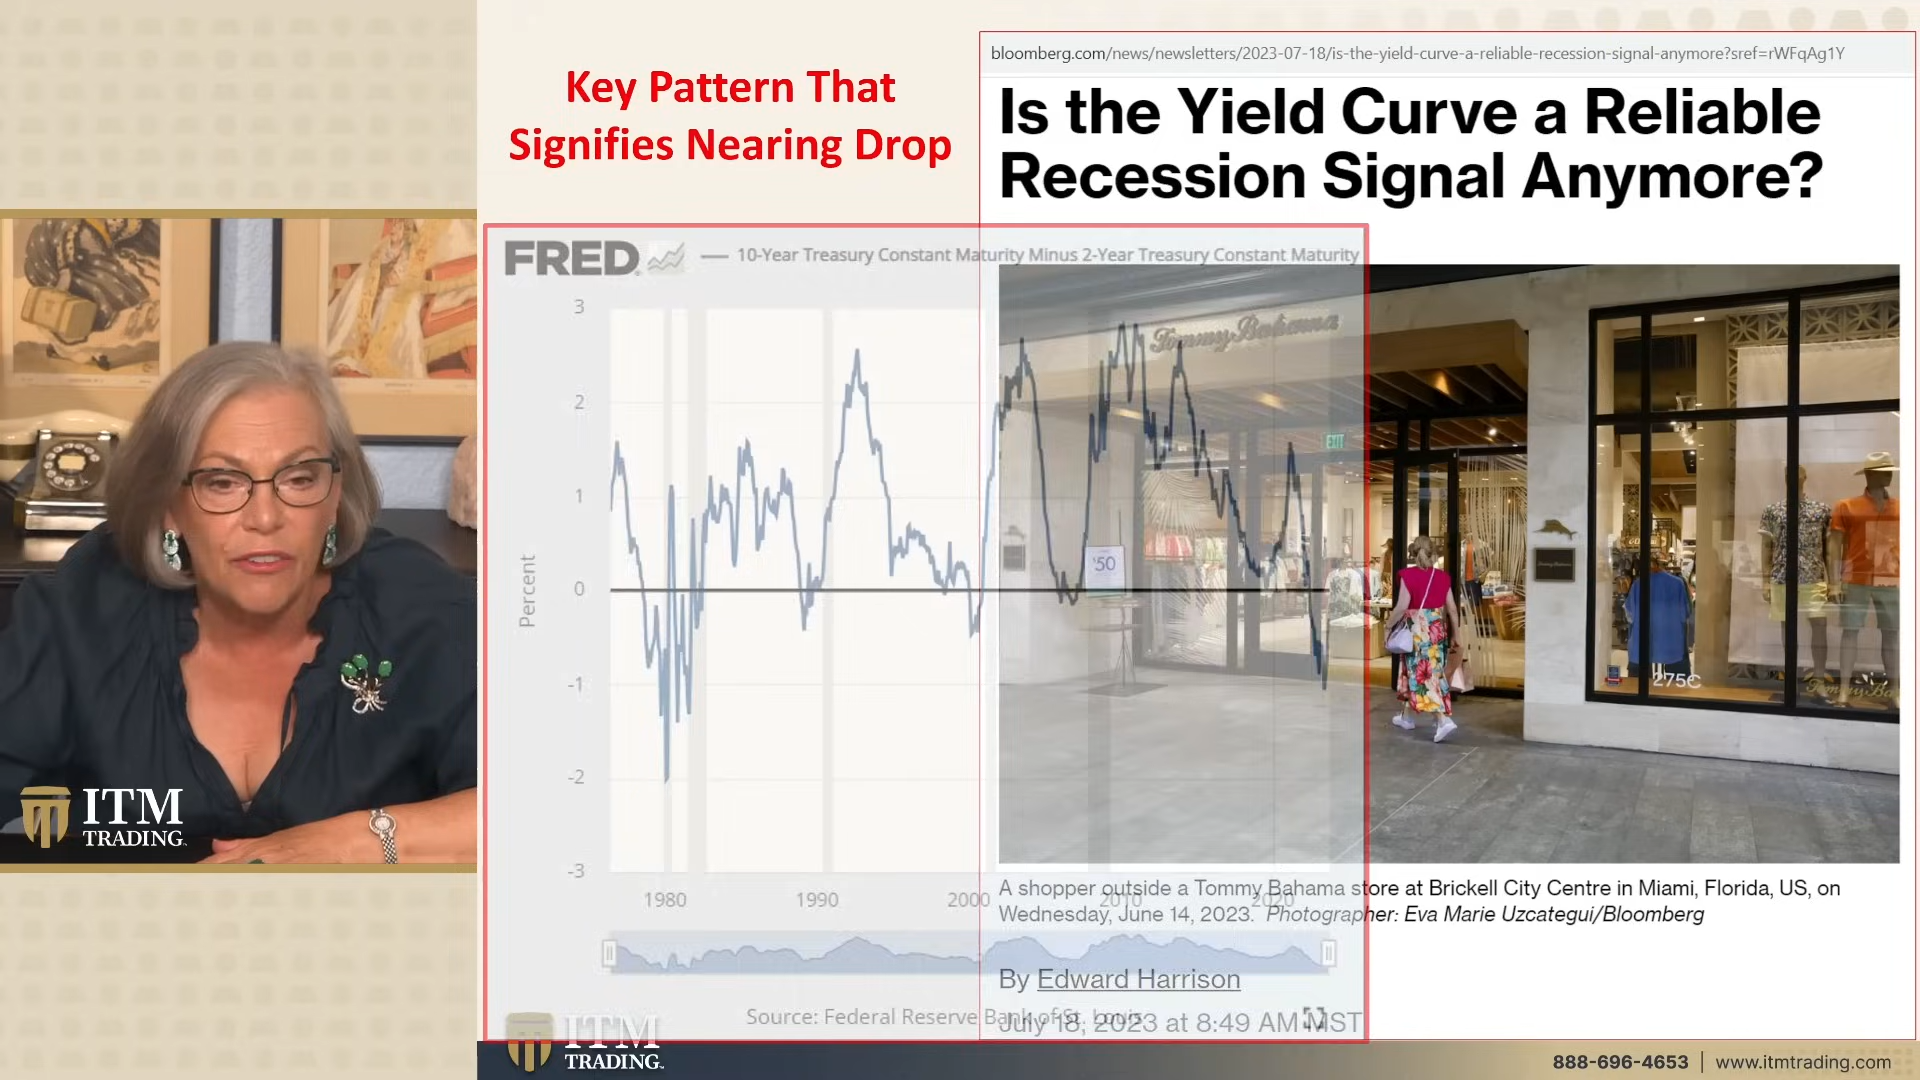 Key Pattern That
Signifies Nearing Drop
bloomberg.com/news/newsletters/2023-07-18/is-the-yield-curve-a-reliable-recession-signal-anymore?sref=rWFqAg1Y
Is the Yield Curve a Reliable
Recession Signal Anymore?
FRED
10-Year Treasury Constant Maturity Minus 2-Year Treasury Constant Maturity
Percent
3
2
1
0
-1
-2
-3
1980
1990
2000
2010
2020
Source: Federal Reserve Bank of St. Louis
Tommy Bahama
EXIT
$50
275C
A shopper outside a Tommy Bahama store at Brickell City Centre in Miami, Florida, US, on
Wednesday, June 14, 2023. Photographer: Eva Marie Uzcategui/Bloomberg
By Edward Harrison
July 18, 2023 at 8:49 AM MST
ITM
TRADING
ITM
TRADING
888-696-4653 | www.itmtrading.com